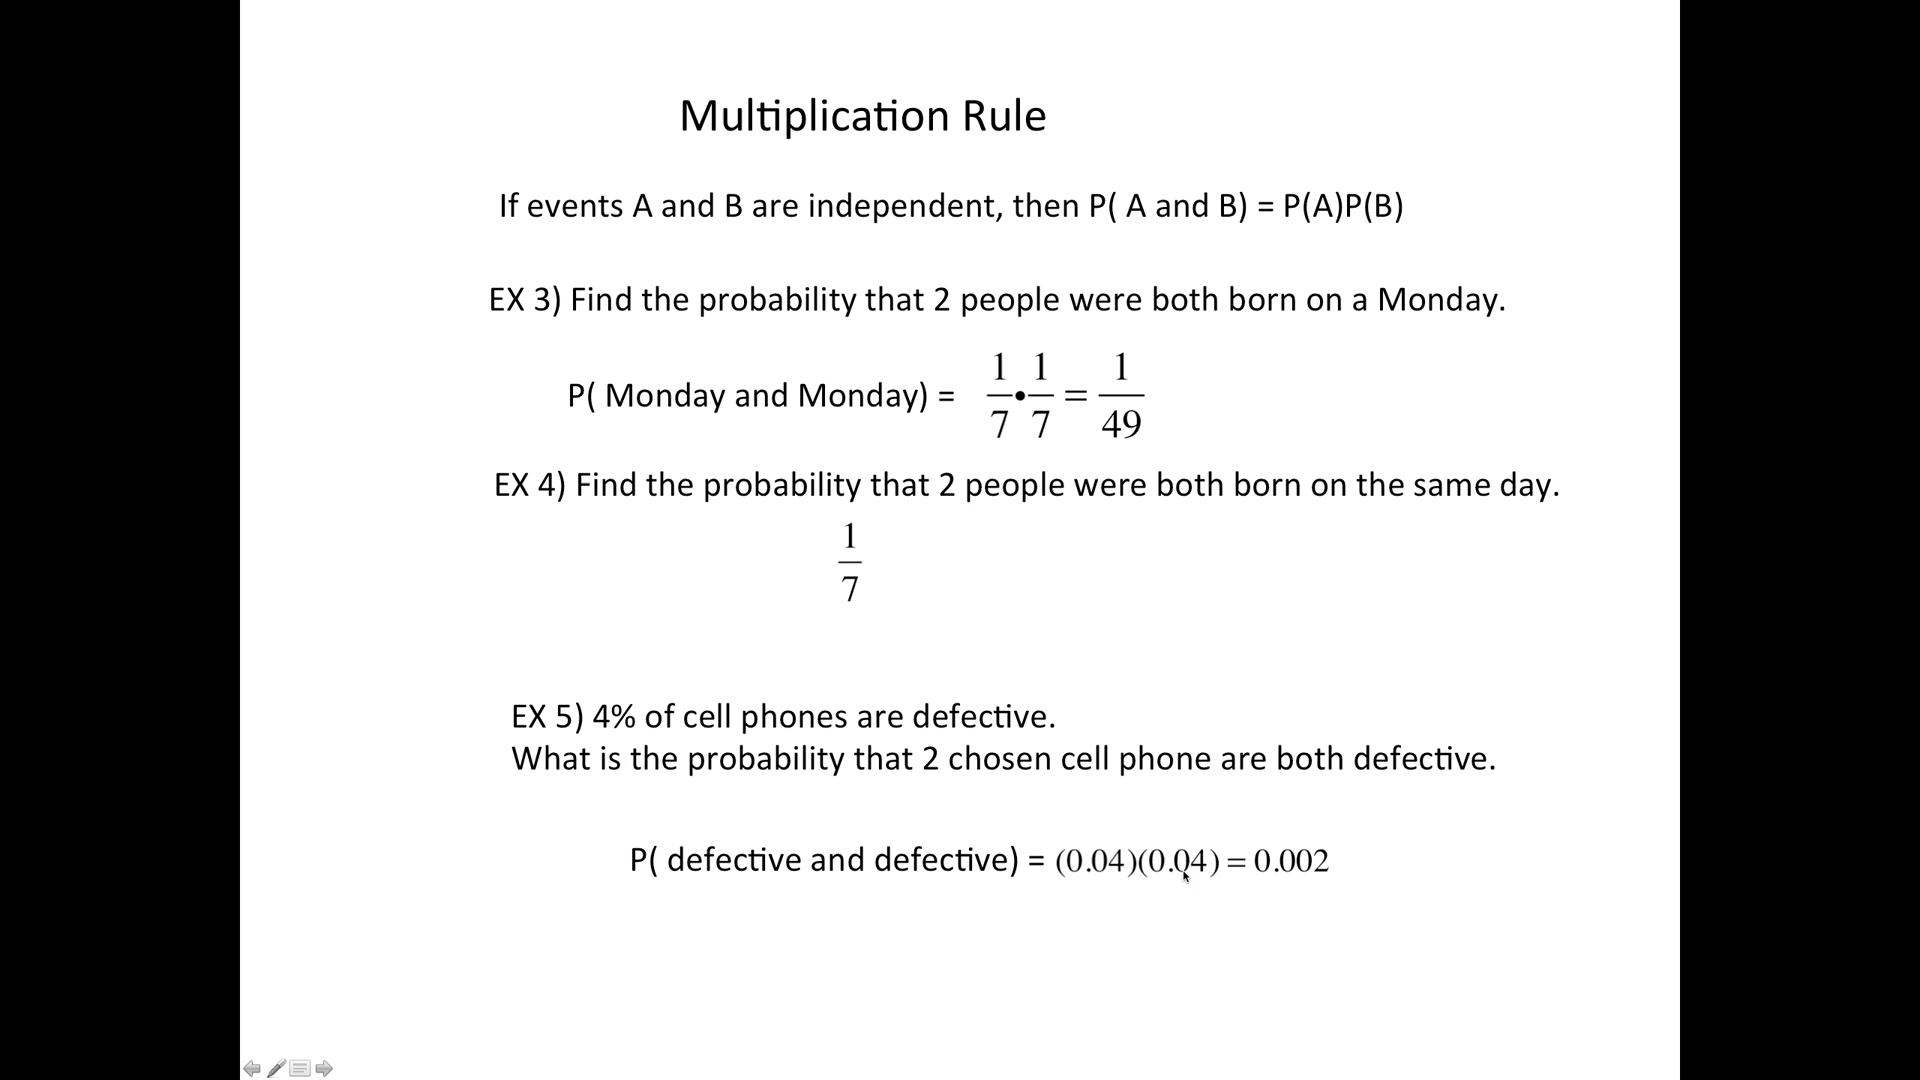 Multiplication Rule
If events A and B are independent, then P( A and B) = P(A)P(B)
EX 3) Find the probability that 2 people were both born on a Monday.
P( Monday and Monday) = 1/7 • 1/7 = 1/49
EX 4) Find the probability that 2 people were both born on the same day.
1/7
EX 5) 4% of cell phones are defective.
What is the probability that 2 chosen cell phone are both defective.
P( defective and defective) = (0.04)(0.04) = 0.002